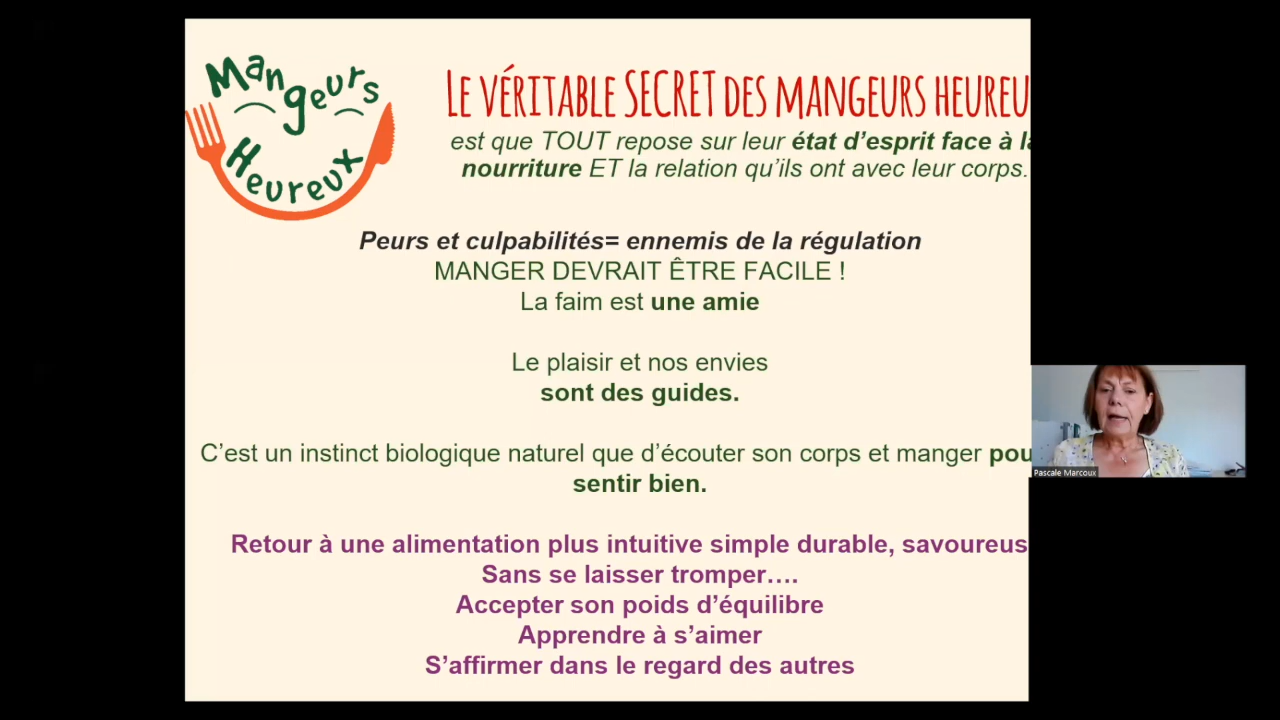 Mangeurs
Heureux
LE VÉRITABLE SECRET DES MANGEURS HEUREU
est que TOUT repose sur leur état d'esprit face à la
nourriture ET la relation qu'ils ont avec leur corps.
Peurs et culpabilités= ennemis de la régulation
MANGER DEVRAIT ÊTRE FACILE !
La faim est une amie
Le plaisir et nos envies
sont des guides.
C'est un instinct biologique naturel que d'écouter son corps et manger pou
sentir bien.
Retour à une alimentation plus intuitive simple durable, savoureus
Sans se laisser tromper….
Accepter son poids d'équilibre
Apprendre à s'aimer
S'affirmer dans le regard des autres
Pascale Marcoux